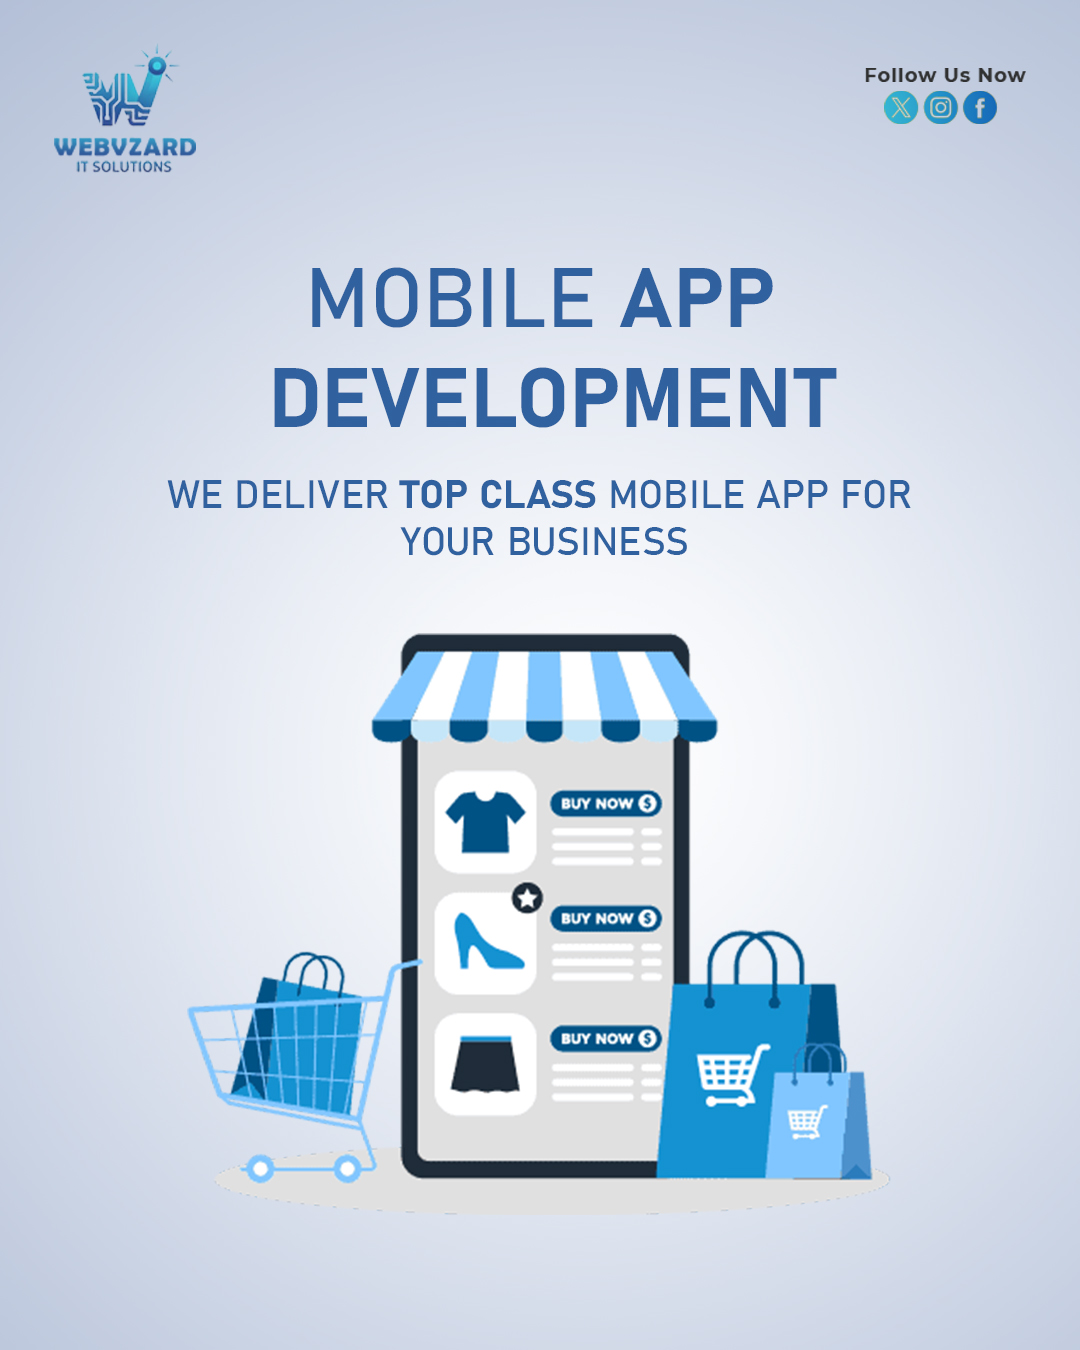 WEBVZARD
IT SOLUTIONS
Follow Us Now
MOBILE APP
DEVELOPMENT
WE DELIVER TOP CLASS MOBILE APP FOR
YOUR BUSINESS
BUY NOW $
BUY NOW $
BUY NOW $